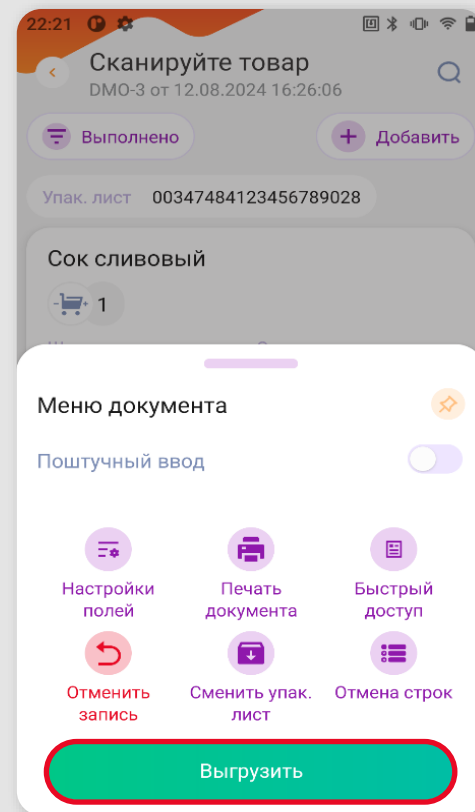 22:21
Сканируйте товар
DMO-3 от 12.08.2024 16:26:06
Выполнено
Добавить
Упак. лист 00347484123456789028
Сок сливовый
1
Меню документа
Поштучный ввод
Настройки полей
Печать документа
Быстрый доступ
Отменить запись
Сменить упак. лист
Отмена строк
Выгрузить